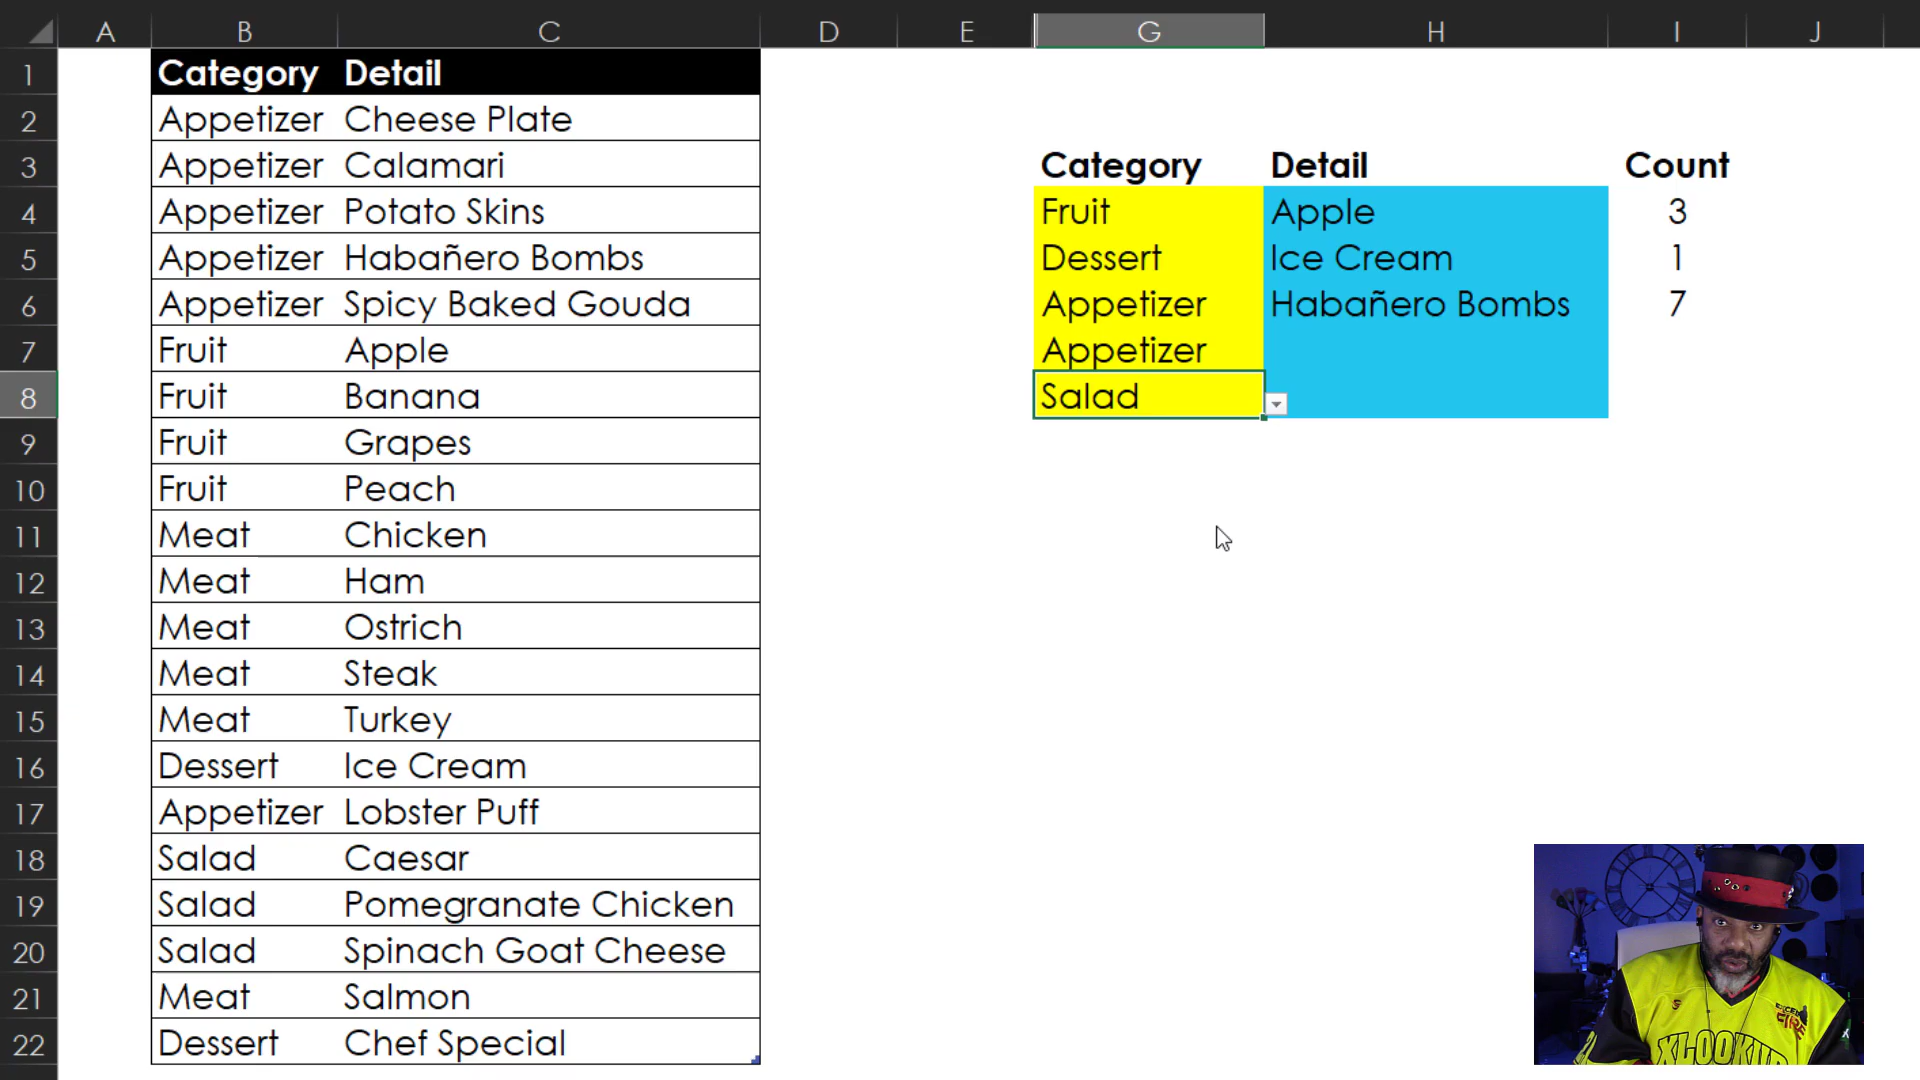 A B C D E G H I J
1 Category Detail
2 Appetizer Cheese Plate
3 Appetizer Calamari Category Detail Count
4 Appetizer Potato Skins Fruit Apple 3
5 Appetizer Habañero Bombs Dessert Ice Cream 1
6 Appetizer Spicy Baked Gouda Appetizer Habañero Bombs 7
7 Fruit Apple Appetizer
8 Fruit Banana Salad
9 Fruit Grapes
10 Fruit Peach
11 Meat Chicken
12 Meat Ham
13 Meat Ostrich
14 Meat Steak
15 Meat Turkey
16 Dessert Ice Cream
17 Appetizer Lobster Puff
18 Salad Caesar
19 Salad Pomegranate Chicken
20 Salad Spinach Goat Cheese
21 Meat Salmon
22 Dessert Chef Special
EXCEL
FIRE
XLOOKUP